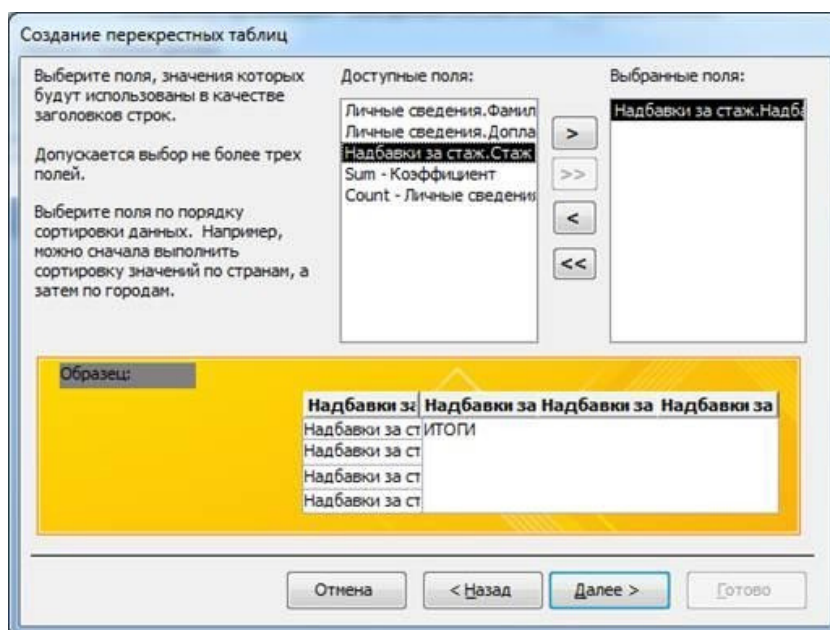 Создание перекрестных таблиц
Выберите поля, значения которых
будут использованы в качестве
заголовков строк.
Допускается выбор не более трех
полей.
Выберите поля по порядку
сортировки данных. Например,
можно сначала выполнить
сортировку значений по странам, а
затем по городам.
Доступные поля:
Личные сведения.Фамил
Личные сведения.Допла
Надбавки за стаж.Стаж
Sum - Коэффициент
Count - Личные сведения
>
>>
<
<<
Выбранные поля:
Надбавки за стаж.Надба
Образец:
Надбавки за Надбавки за Надбавки за Надбавки за
Надбавки за ст ИТОГИ
Надбавки за ст
Надбавки за ст
Надбавки за ст
Отмена
< Назад
Далее >
Готово